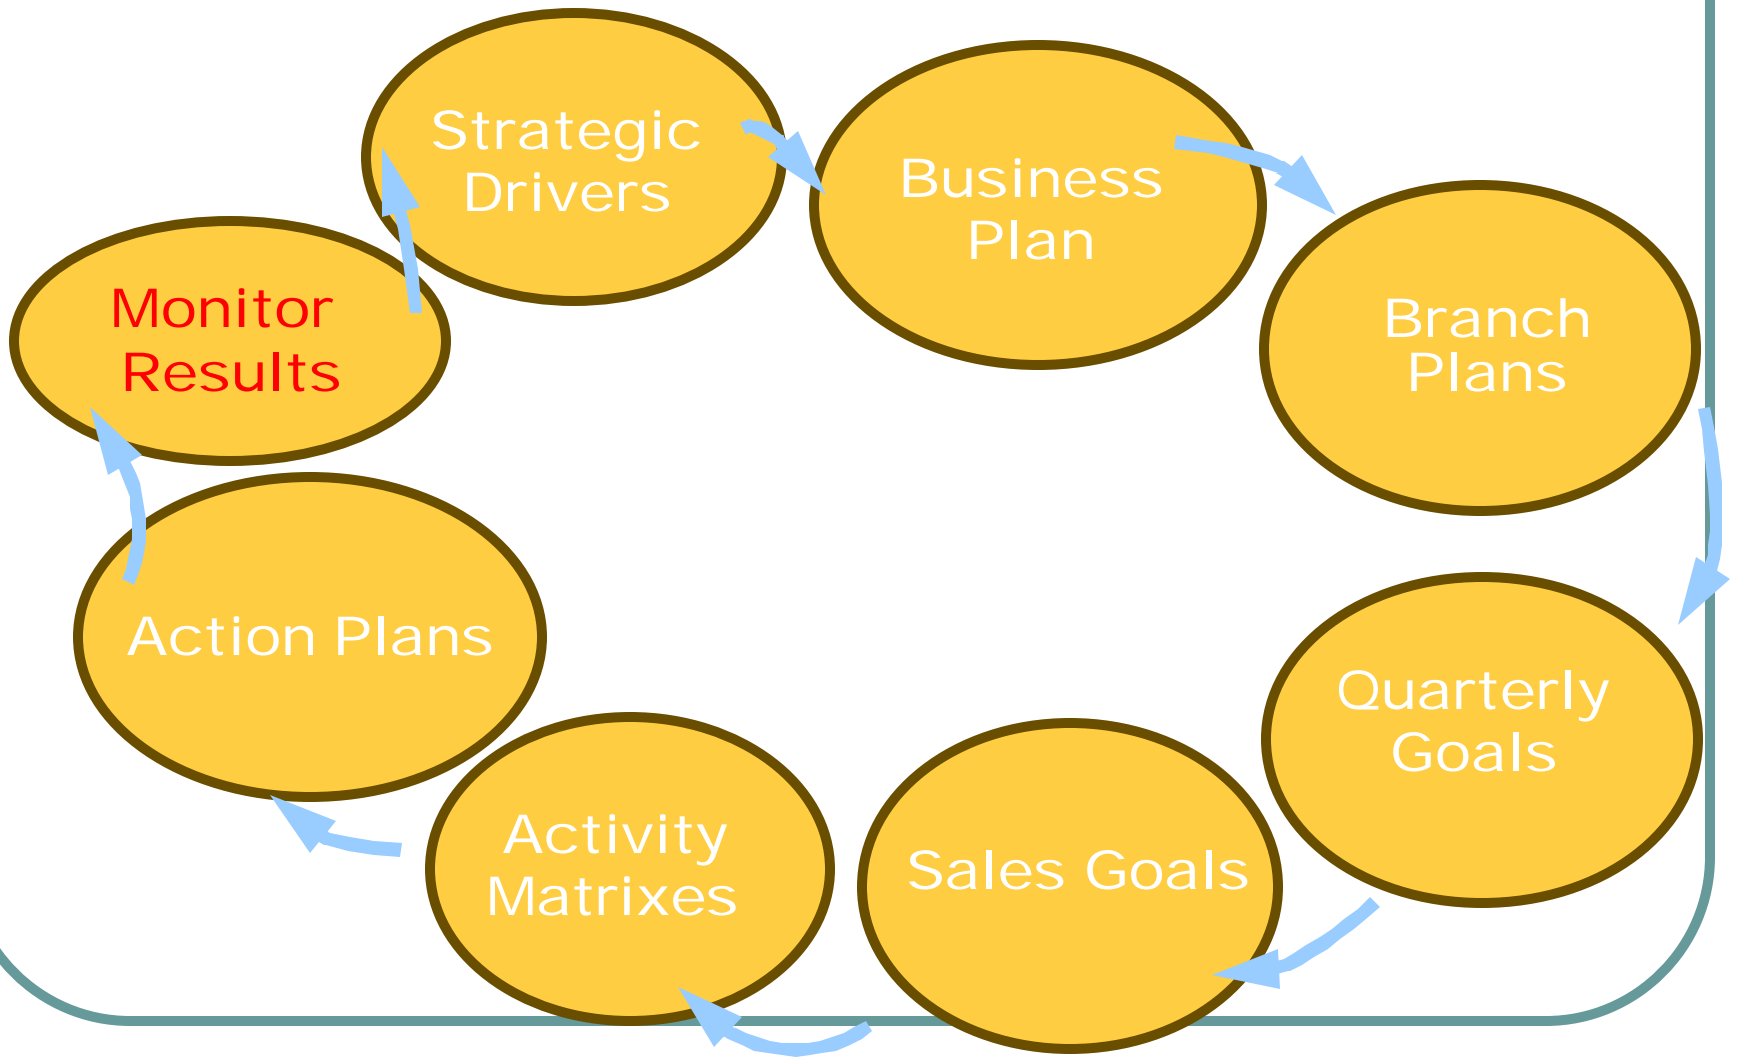 Strategic
Drivers
Business
Plan
Branch
Plans
Quarterly
Goals
Sales Goals
Activity
Matrixes
Action Plans
Monitor
Results